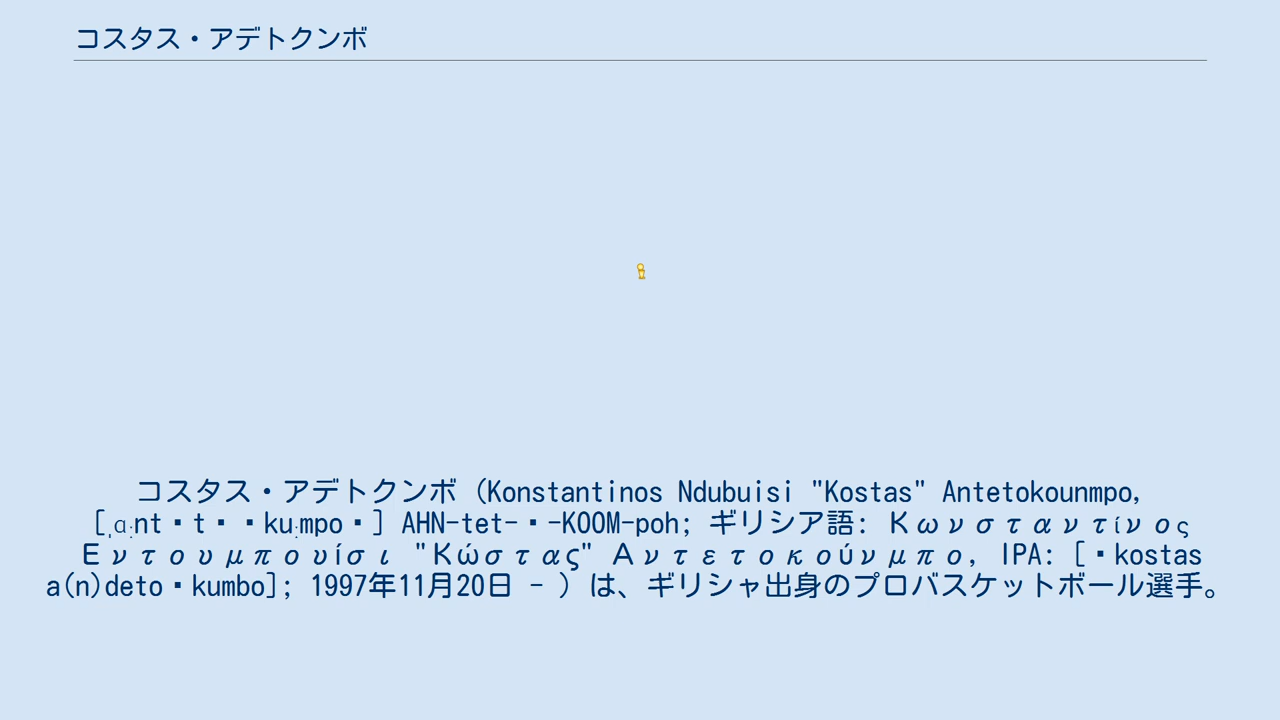 コスタス・アデトクンボ
コスタス・アデトクンボ（Konstantinos Ndubuisi "Kostas" Antetokounmpo,
[ˌɑːnt・t・・kuːmpo・] AHN-tet-・-KOOM-poh; ギリシア語: Κωνσταντίνος
Εντουμπουίσι "Κώστας" Αντετοκούνμπο, IPA: [・kostas
a(n)deto・kumbo]; 1997年11月20日 - ）は、ギリシャ出身のプロバスケットボール選手。